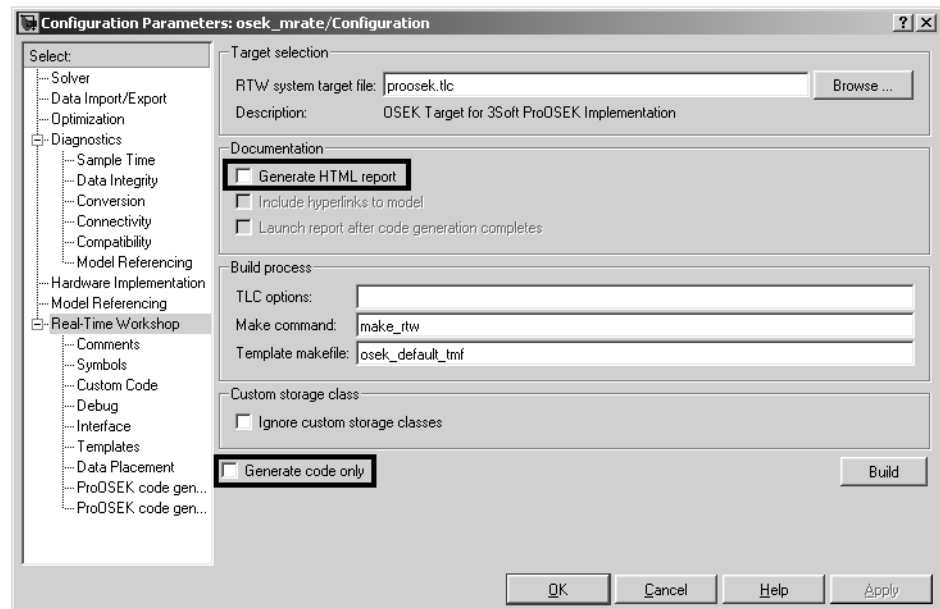 Configuration Parameters: osek_mrate/Configuration
Select:
Solver
Data Import/Export
Optimization
Diagnostics
Sample Time
Data Integrity
Conversion
Connectivity
Compatibility
Model Referencing
Hardware Implementation
Model Referencing
Real-Time Workshop
Comments
Symbols
Custom Code
Debug
Interface
Templates
Data Placement
ProOSEK code gen...
ProOSEK code gen...
Target selection
RTW system target file: proosek.tlc Browse ...
Description: OSEK Target for 3Soft ProOSEK Implementation
Documentation
Generate HTML report
Include hyperlinks to model
Launch report after code generation completes
Build process
TLC options:
Make command: make_rtw
Template makefile: osek_default_tmf
Custom storage class
Ignore custom storage classes
Generate code only Build
OK Cancel Help Apply